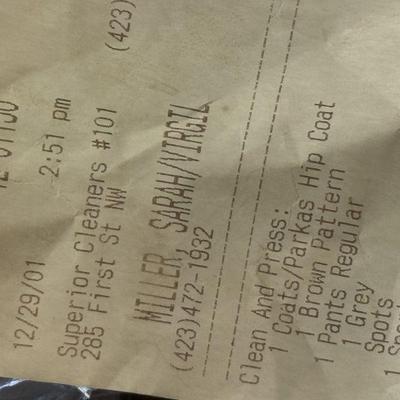 12/29/01 2:51 pm
Superior Cleaners #101
285 First St NW (423)
MILLER, SARAH/VIRGIL
(423)472-1932
Clean And Press:
1 Coats/Parkas Hip Coat
1 Brown Pattern
1 Pants Regular
1 Grey
Spots